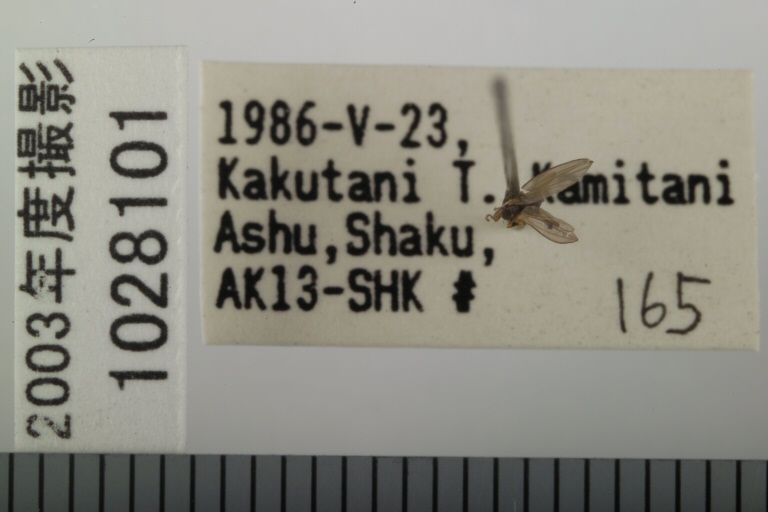 2003年度撮影
1028101
1986-V-23,
Kakutani T. Kamitani
Ashu,Shaku,
AK13-SHK # 165